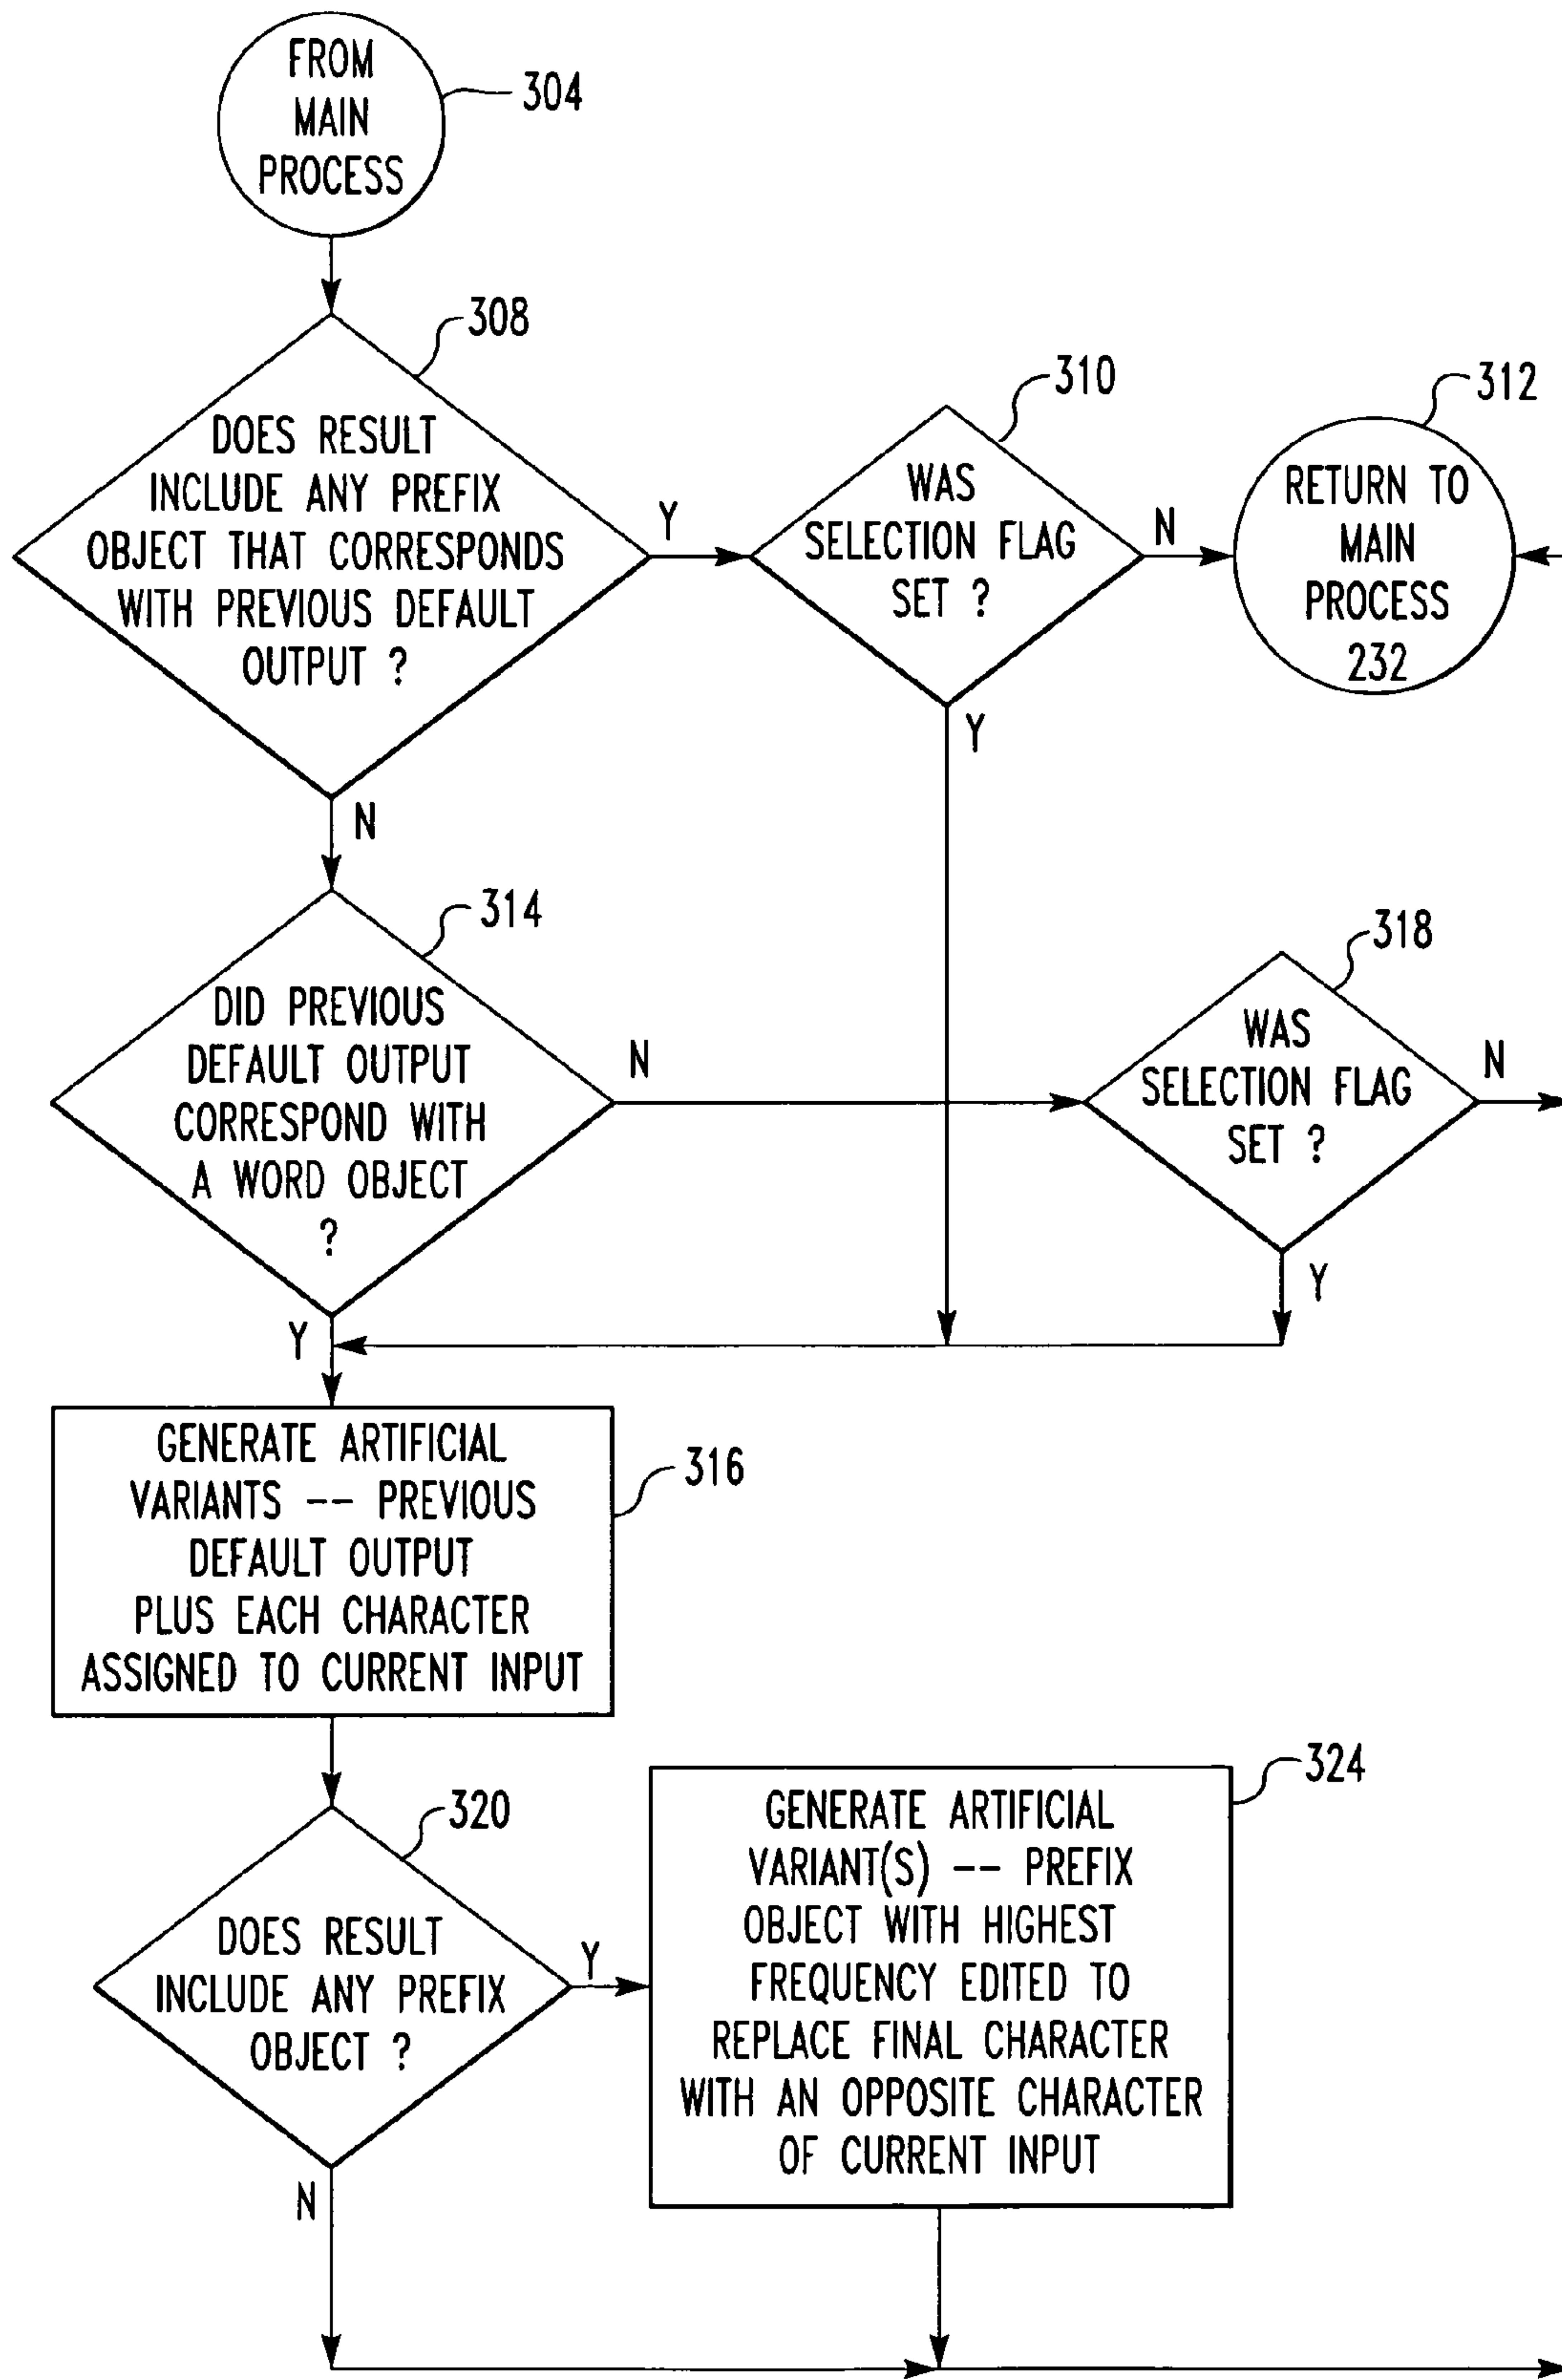 FROM
MAIN
PROCESS
304
308
DOES RESULT
INCLUDE ANY PREFIX
OBJECT THAT CORRESPONDS
WITH PREVIOUS DEFAULT
OUTPUT ?
Y
N
310
WAS
SELECTION FLAG
SET ?
N
Y
312
RETURN TO
MAIN
PROCESS
232
314
DID PREVIOUS
DEFAULT OUTPUT
CORRESPOND WITH
A WORD OBJECT
?
N
Y
318
WAS
SELECTION FLAG
SET ?
N
Y
316
GENERATE ARTIFICIAL
VARIANTS -- PREVIOUS
DEFAULT OUTPUT
PLUS EACH CHARACTER
ASSIGNED TO CURRENT INPUT
320
DOES RESULT
INCLUDE ANY PREFIX
OBJECT ?
Y
N
324
GENERATE ARTIFICIAL
VARIANT(S) -- PREFIX
OBJECT WITH HIGHEST
FREQUENCY EDITED TO
REPLACE FINAL CHARACTER
WITH AN OPPOSITE CHARACTER
OF CURRENT INPUT